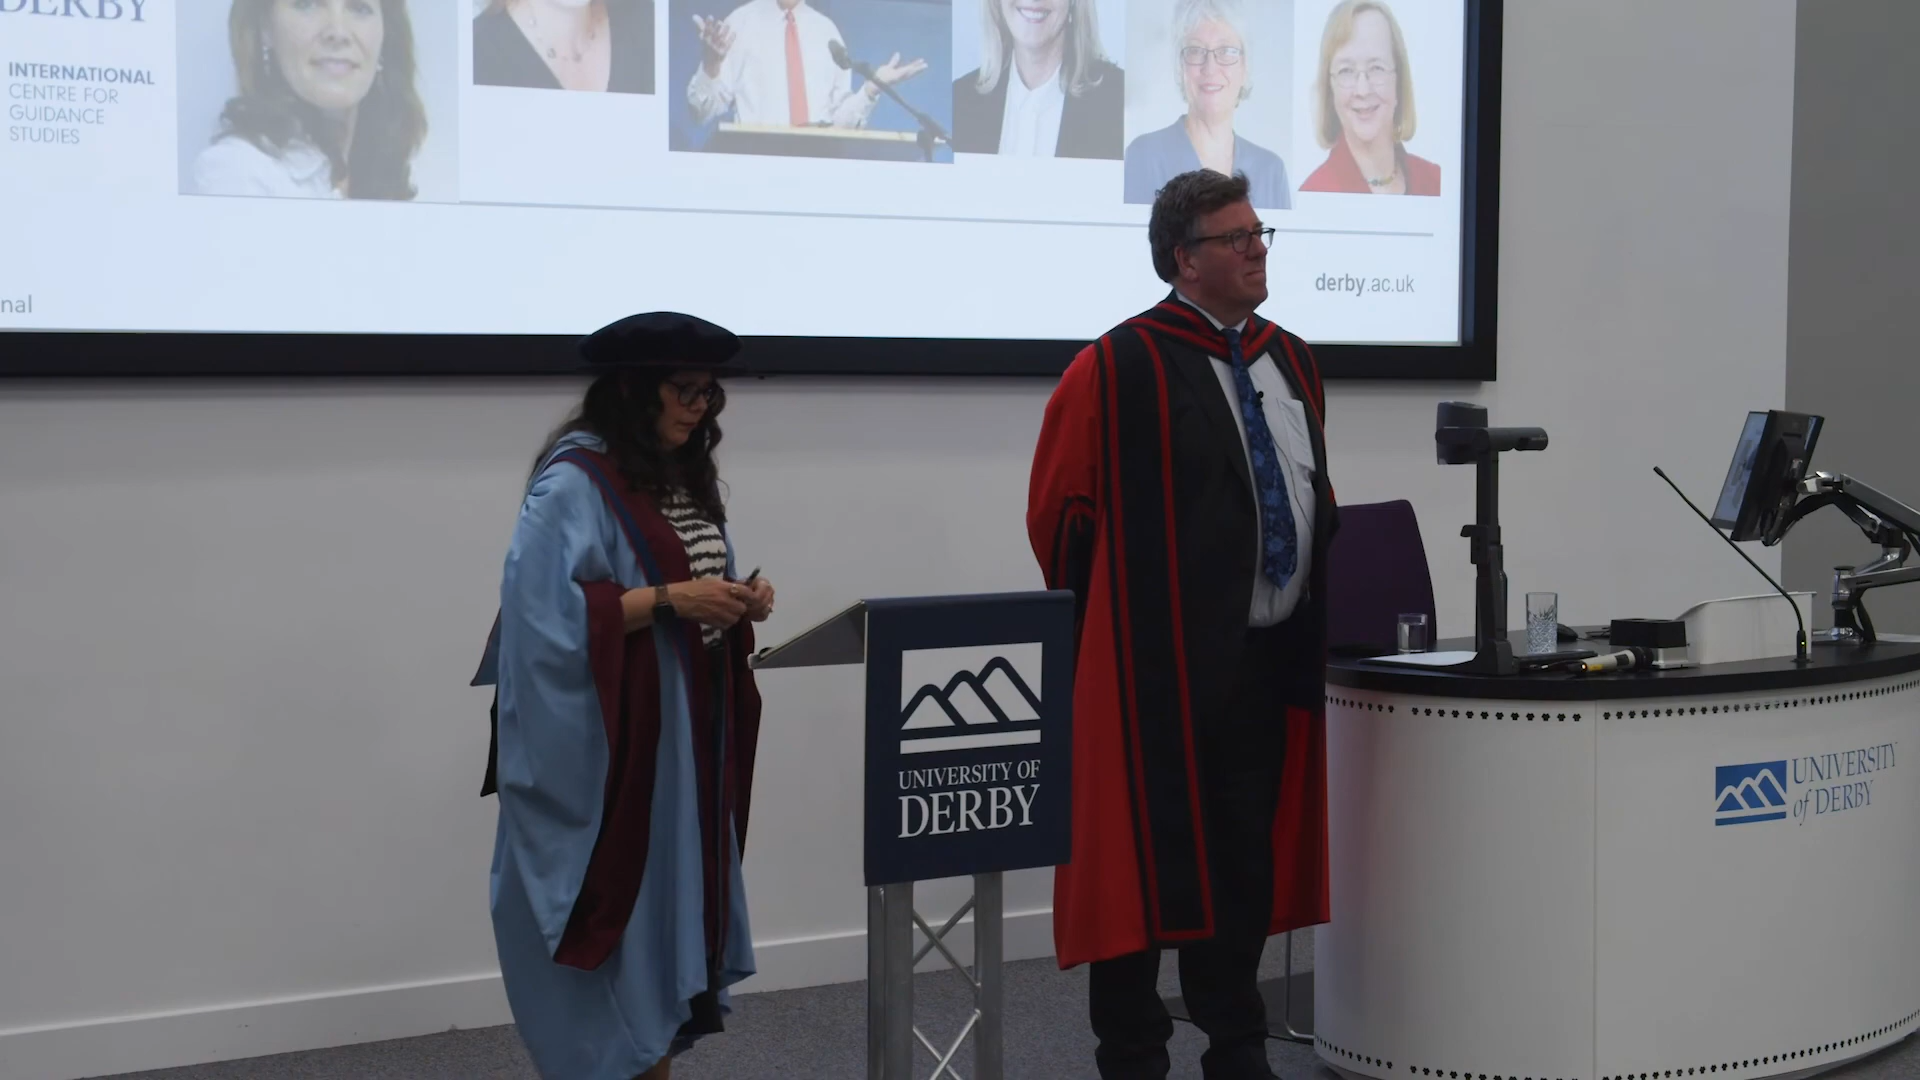 DERBY
INTERNATIONAL
CENTRE FOR
GUIDANCE
STUDIES
nal
derby.ac.uk
UNIVERSITY OF
DERBY
UNIVERSITY
of DERBY